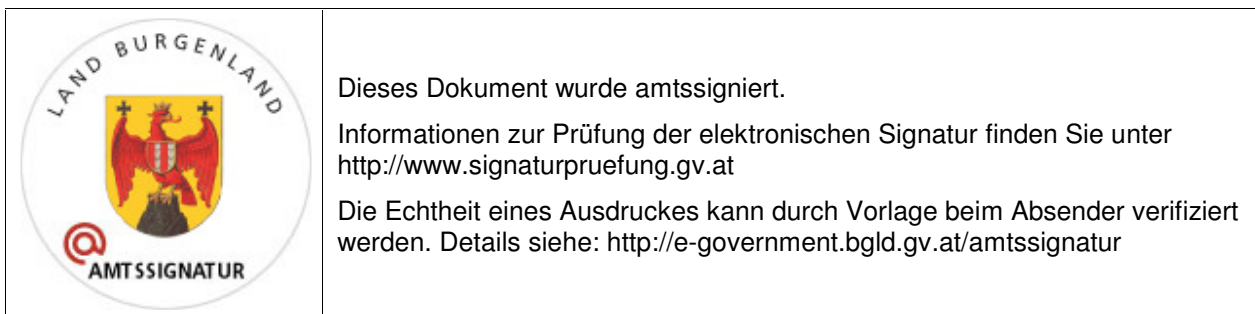 LAND BURGENLAND
@
AMTSSIGNATUR
Dieses Dokument wurde amtssigniert.
Informationen zur Prüfung der elektronischen Signatur finden Sie unter
http://www.signaturpruefung.gv.at
Die Echtheit eines Ausdruckes kann durch Vorlage beim Absender verifiziert
werden. Details siehe: http://e-government.bgld.gv.at/amtssignatur